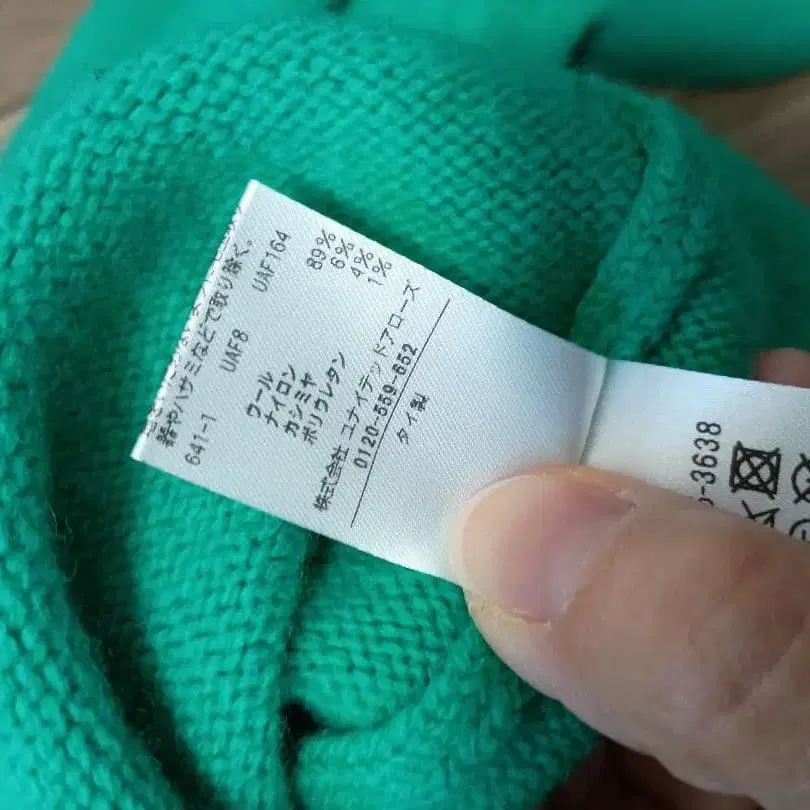 器やハサミなどで取り除く。
641-1 UAF8 UAF164
ウール 89%
ナイロン 6%
カシミヤ 4%
ポリウレタン 1%
株式会社 ユナイテッドアローズ
0120-559-652
タイ製
-3638